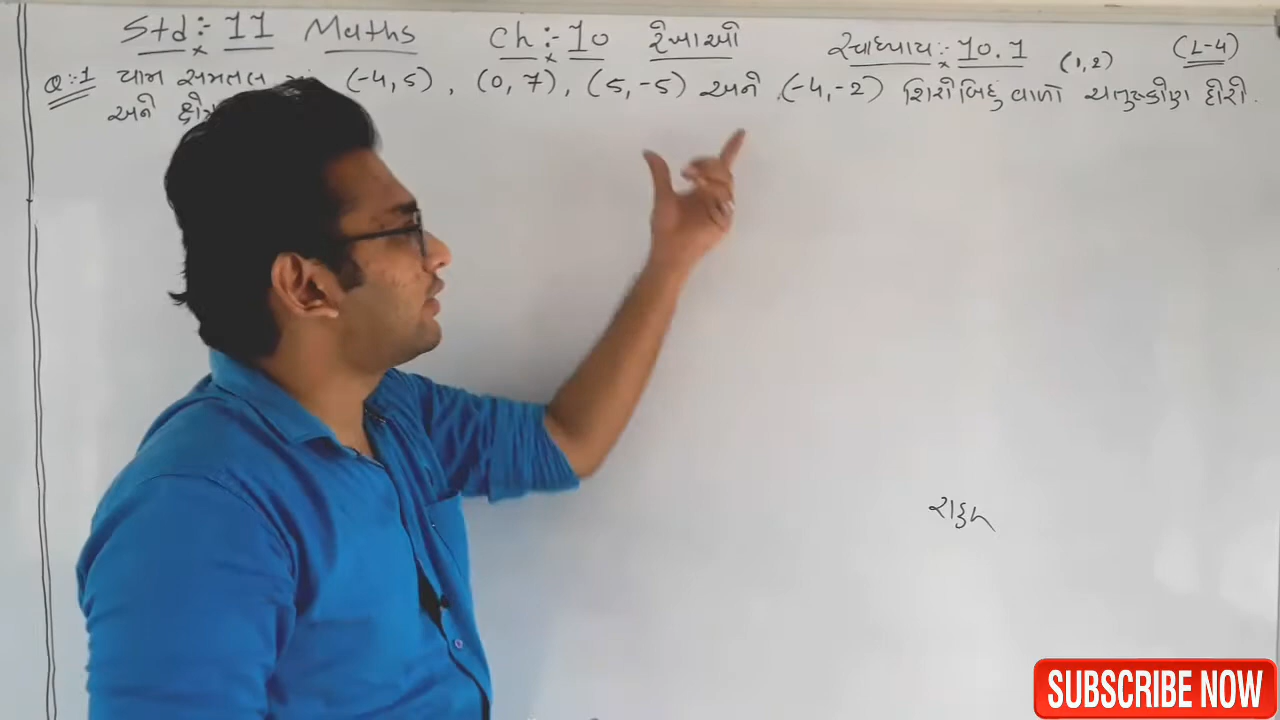 Std :- 11 Maths Ch :- 10 રેખાઓ સ્વાધ્યાય :- 10.1 (1,2) (L-4)
Q:-1 યામ સમતલ (-4, 5), (0, 7), (5, -5) અને (-4, -2) શિરોબિંદુવાળો ચતુષ્કોણ દોરો.
અને
SUBSCRIBE NOW